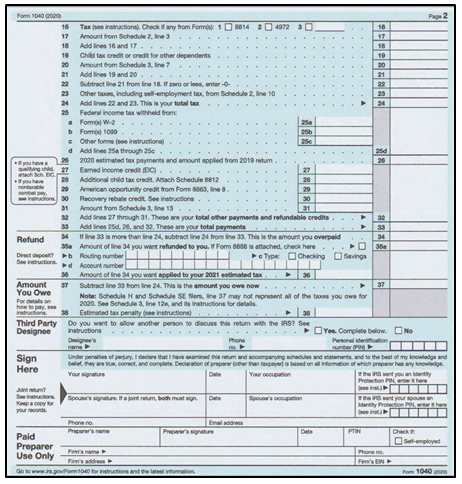 Form 1040 (2020) Page 2
16 Tax (see instructions). Check if any from Form(s): 1 8814 2 4972 3 16
17 Amount from Schedule 2, line 3 17
18 Add lines 16 and 17 18
19 Child tax credit or credit for other dependents 19
20 Amount from Schedule 3, line 7 20
21 Add lines 19 and 20 21
22 Subtract line 21 from line 18. If zero or less, enter -0- 22
23 Other taxes, including self-employment tax, from Schedule 2, line 10 23
24 Add lines 22 and 23. This is your total tax 24
25 Federal income tax withheld from:
a Form(s) W-2 25a
b Form(s) 1099 25b
c Other forms (see instructions) 25c
d Add lines 25a through 25c 25d
• If you have a qualifying child, attach Sch. EIC.
• If you have nontaxable combat pay, see instructions.
26 2020 estimated tax payments and amount applied from 2019 return 26
27 Earned income credit (EIC) 27
28 Additional child tax credit. Attach Schedule 8812 28
29 American opportunity credit from Form 8863, line 8 29
30 Recovery rebate credit. See instructions 30
31 Amount from Schedule 3, line 13 31
32 Add lines 27 through 31. These are your total other payments and refundable credits 32
33 Add lines 25d, 26, and 32. These are your total payments 33
Refund
34 If line 33 is more than line 24, subtract line 24 from line 33. This is the amount you overpaid 34
35a Amount of line 34 you want refunded to you. If Form 8888 is attached, check here 35a
Direct deposit? See instructions.
b Routing number c Type: Checking Savings
d Account number
36 Amount of line 34 you want applied to your 2021 estimated tax 36
Amount You Owe
For details on how to pay, see instructions.
37 Subtract line 33 from line 24. This is the amount you owe now 37
Note: Schedule H and Schedule SE filers, line 37 may not represent all of the taxes you owe for
2020. See Schedule 3, line 12e, and its instructions for details.
38 Estimated tax penalty (see instructions) 38
Third Party Designee
Do you want to allow another person to discuss this return with the IRS? See
instructions Yes. Complete below. No
Designee's name Phone no. Personal identification number (PIN)
Sign Here
Under penalties of perjury, I declare that I have examined this return and accompanying schedules and statements, and to the best of my knowledge and
belief, they are true, correct, and complete. Declaration of preparer (other than taxpayer) is based on all information of which preparer has any knowledge.
Joint return? See instructions. Keep a copy for your records.
Your signature Date Your occupation If the IRS sent you an Identity Protection PIN, enter it here (see inst.)
Spouse's signature. If a joint return, both must sign. Date Spouse's occupation If the IRS sent your spouse an Identity Protection PIN, enter it here (see inst.)
Phone no. Email address
Paid Preparer Use Only
Preparer's name Preparer's signature Date PTIN Check if:
Self-employed
Firm's name Phone no.
Firm's address Firm's EIN
Go to www.irs.gov/Form1040 for instructions and the latest information. Form 1040 (2020)